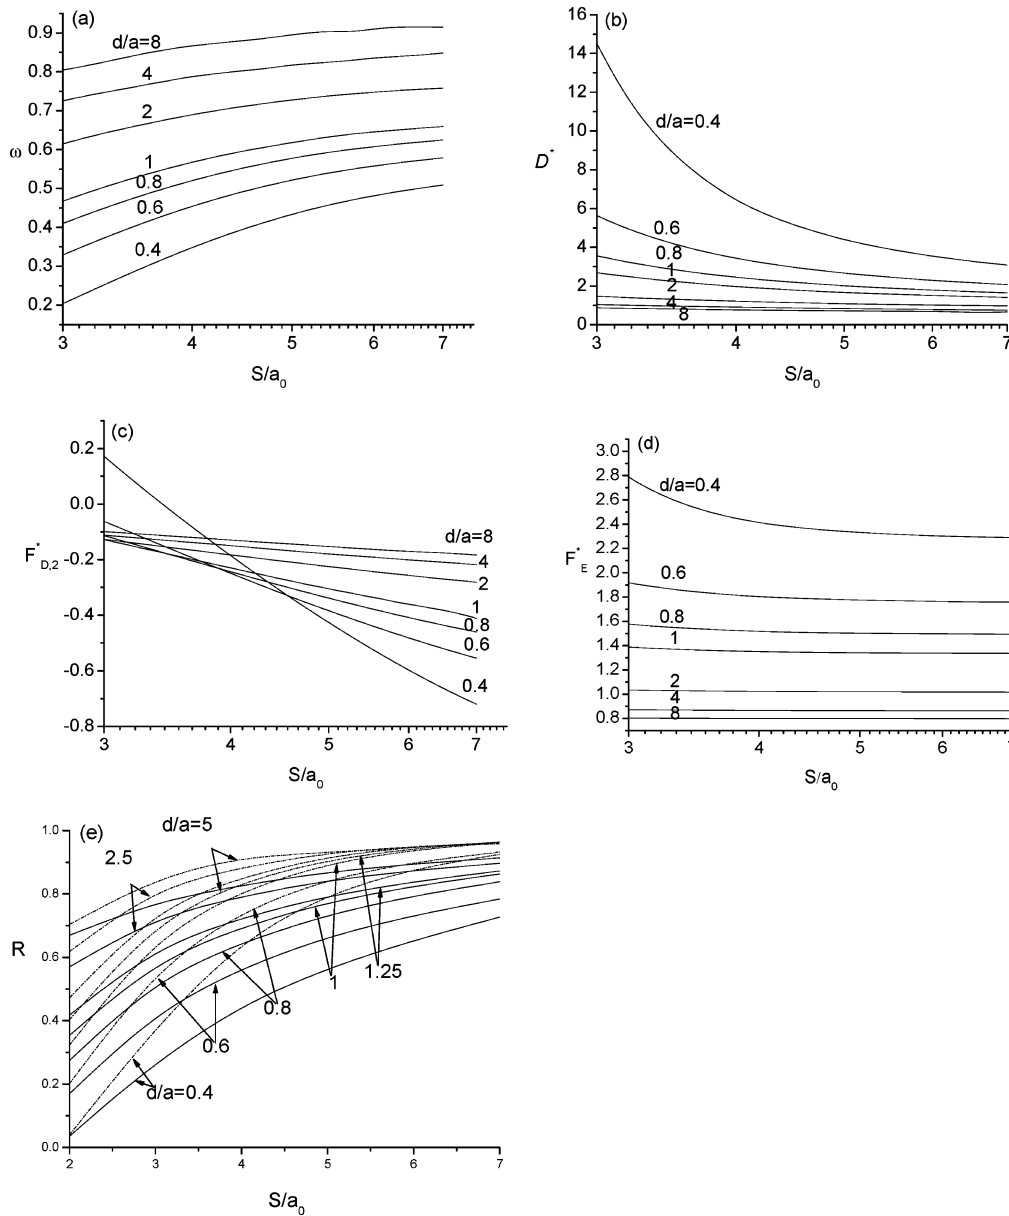 (a)
0.9
0.8
0.7
0.6
0.5
0.4
0.3
0.2
ω
d/a=8
4
2
1
0.8
0.6
0.4
3 4 5 6 7
S/a0
(b)
16
14
12
10
8
6
4
2
0
D*
d/a=0.4
0.6
0.8
1
2
4
8
3 4 5 6 7
S/a0
(c)
0.2
0.0
-0.2
-0.4
-0.6
-0.8
F*D,2
d/a=8
4
2
1
0.8
0.6
0.4
3 4 5 6 7
S/a0
(d)
3.0
2.8
2.6
2.4
2.2
2.0
1.8
1.6
1.4
1.2
1.0
0.8
F*E
d/a=0.4
0.6
0.8
1
2
4
8
3 4 5 6 7
S/a0
(e)
1.0
0.8
0.6
0.4
0.2
0.0
R
d/a=5
2.5
1.25
1
0.8
0.6
d/a=0.4
2 3 4 5 6 7
S/a0